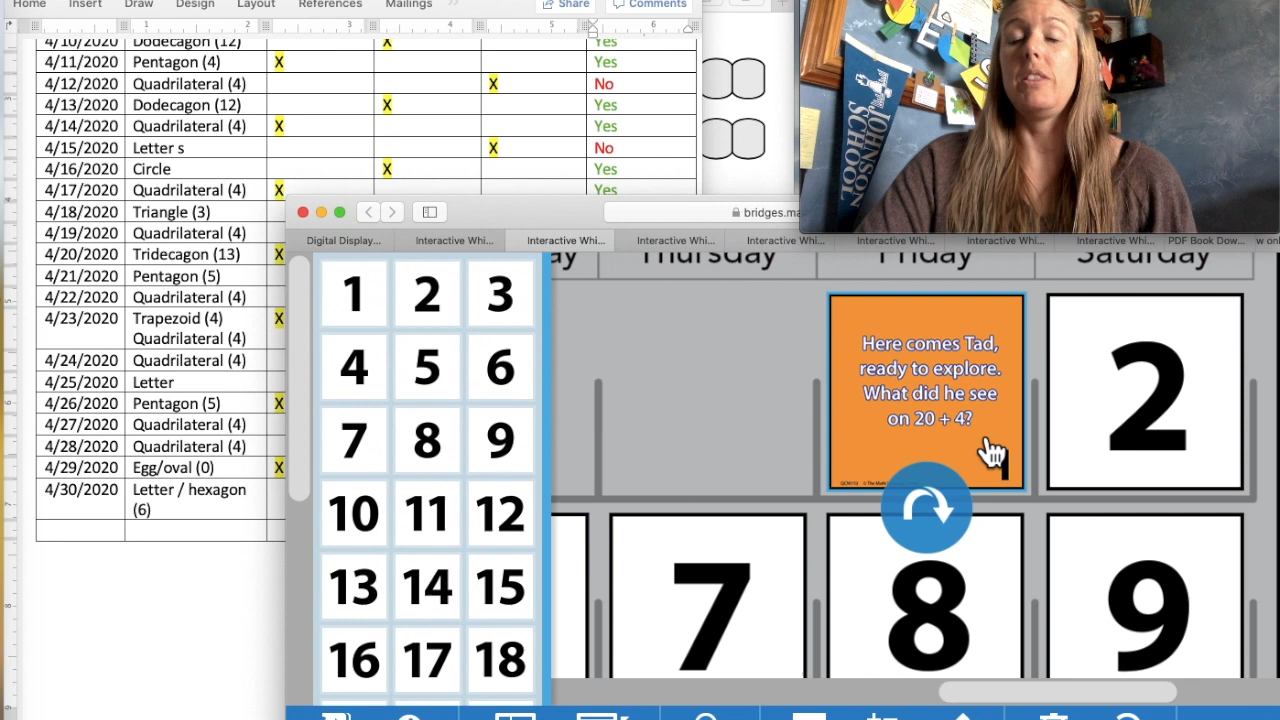 Home Insert Draw Design Layout References Mailings Share Comments
1 2 3 4 5 6
4/10/2020 Dodecagon (12) X Yes
4/11/2020 Pentagon (4) X Yes
4/12/2020 Quadrilateral (4) X No
4/13/2020 Dodecagon (12) X Yes
4/14/2020 Quadrilateral (4) X Yes
4/15/2020 Letter s X No
4/16/2020 Circle X Yes
4/17/2020 Quadrilateral (4) X Yes
4/18/2020 Triangle (3)
4/19/2020 Quadrilateral (4)
4/20/2020 Tridecagon (13) X
4/21/2020 Pentagon (5)
4/22/2020 Quadrilateral (4)
4/23/2020 Trapezoid (4) X
Quadrilateral (4)
4/24/2020 Quadrilateral (4)
4/25/2020 Letter
4/26/2020 Pentagon (5) X
4/27/2020 Quadrilateral (4)
4/28/2020 Quadrilateral (4)
4/29/2020 Egg/oval (0) X
4/30/2020 Letter / hexagon
(6)
JOHNSON
SCHOOL
bridges.ma
Digital Display... Interactive Whi... Interactive Whi... Interactive Whi... Interactive Whi... Interactive Whi... Interactive Whi... Interactive Whi... PDF Book Dow...
Thursday Friday Saturday
1 2 3
4 5 6
7 8 9
10 11 12
13 14 15
16 17 18
Here comes Tad,
ready to explore.
What did he see
on 20 + 4?
2
7 8 9